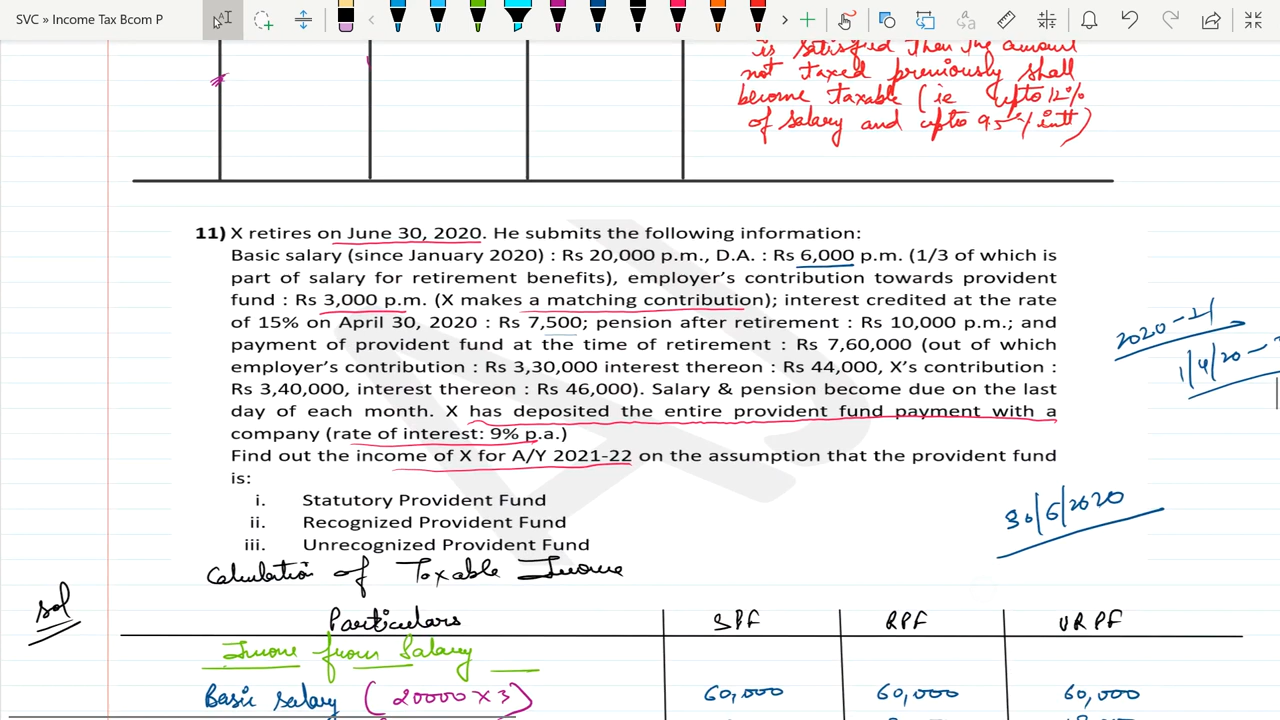 SVC » Income Tax Bcom P
is satisfied Then the amount
not taxed previously shall
become taxable (ie upto 12%
of salary and upto 9.5% intt)
11) X retires on June 30, 2020. He submits the following information:
Basic salary (since January 2020) : Rs 20,000 p.m., D.A. : Rs 6,000 p.m. (1/3 of which is
part of salary for retirement benefits), employer's contribution towards provident
fund : Rs 3,000 p.m. (X makes a matching contribution); interest credited at the rate
of 15% on April 30, 2020 : Rs 7,500; pension after retirement : Rs 10,000 p.m.; and
payment of provident fund at the time of retirement : Rs 7,60,000 (out of which
employer's contribution : Rs 3,30,000 interest thereon : Rs 44,000, X's contribution :
Rs 3,40,000, interest thereon : Rs 46,000). Salary & pension become due on the last
day of each month. X has deposited the entire provident fund payment with a
company (rate of interest: 9% p.a.)
Find out the income of X for A/Y 2021-22 on the assumption that the provident fund
is:
i. Statutory Provident Fund
ii. Recognized Provident Fund
iii. Unrecognized Provident Fund
2020-21
1/4/20 -
30/6/2020
Sol
Calculation of Taxable Income
Particulars SPF RPF URPF
Income from Salary
Basic salary (20000 x 3) 60,000 60,000 60,000